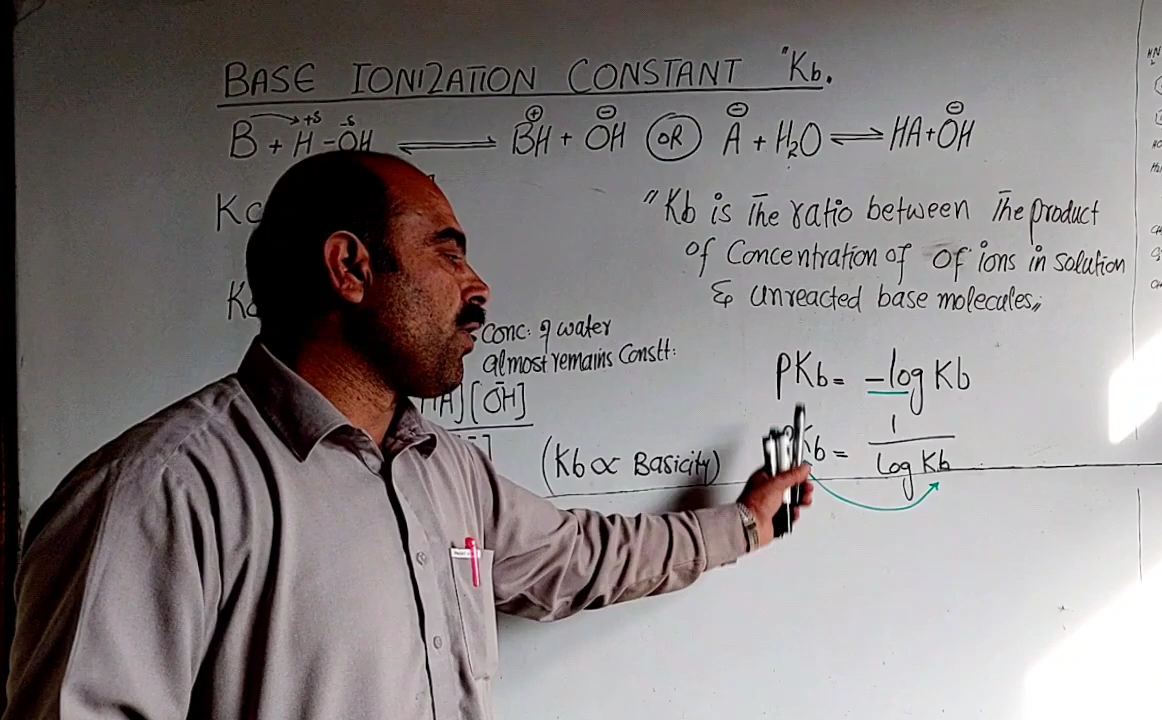 BASE IONIZATION CONSTANT "Kb.
B + H - OH ⇌ BH + OH OR A + H2O ⇌ HA + OH
+δ -δ ⊕ ⊖ ⊖ ⊖
Kc
"Kb is The ratio between The product
of Concentration of of ions in solution
& Unreacted base molecules,,
Conc: of water
almost remains Constt:
pKb = -log Kb
[OH]
Kb = 1 / log Kb
(Kb ∝ Basicity)